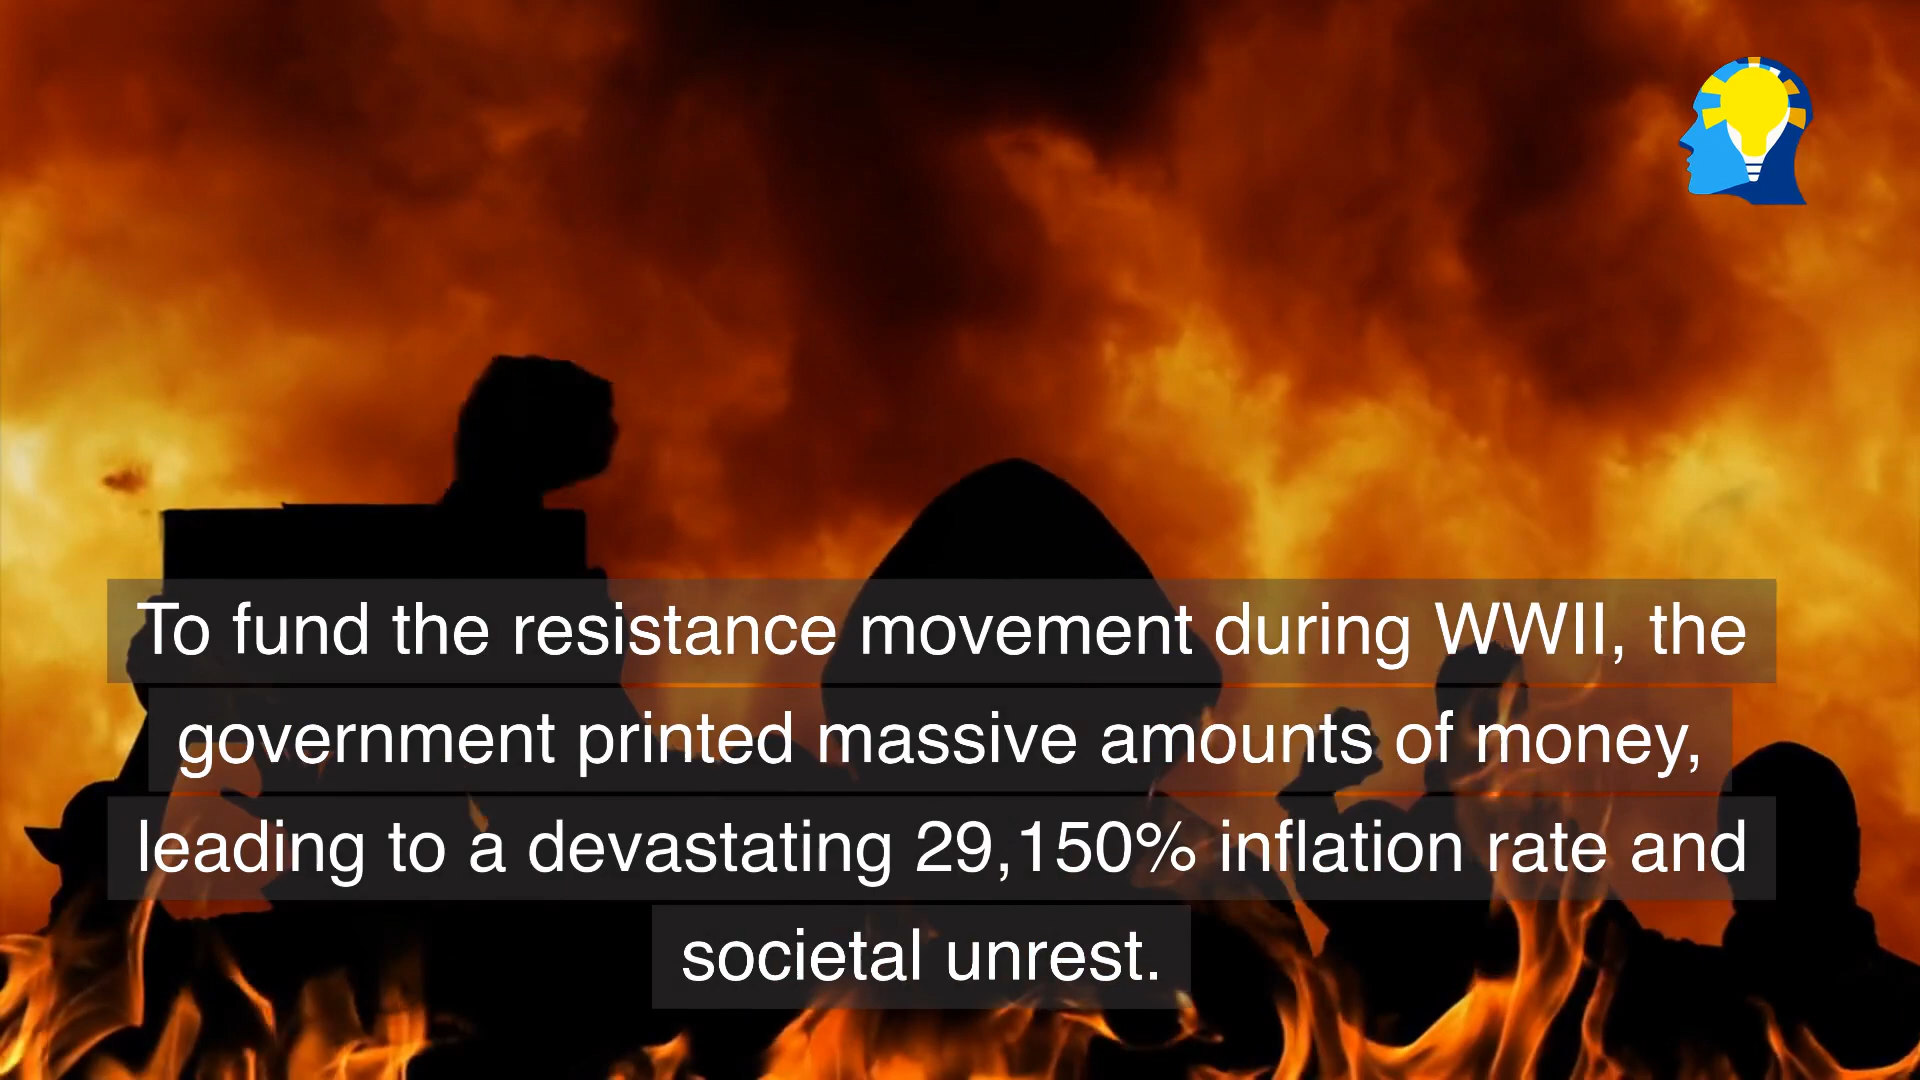 To fund the resistance movement during WWII, the
government printed massive amounts of money,
leading to a devastating 29,150% inflation rate and
societal unrest.